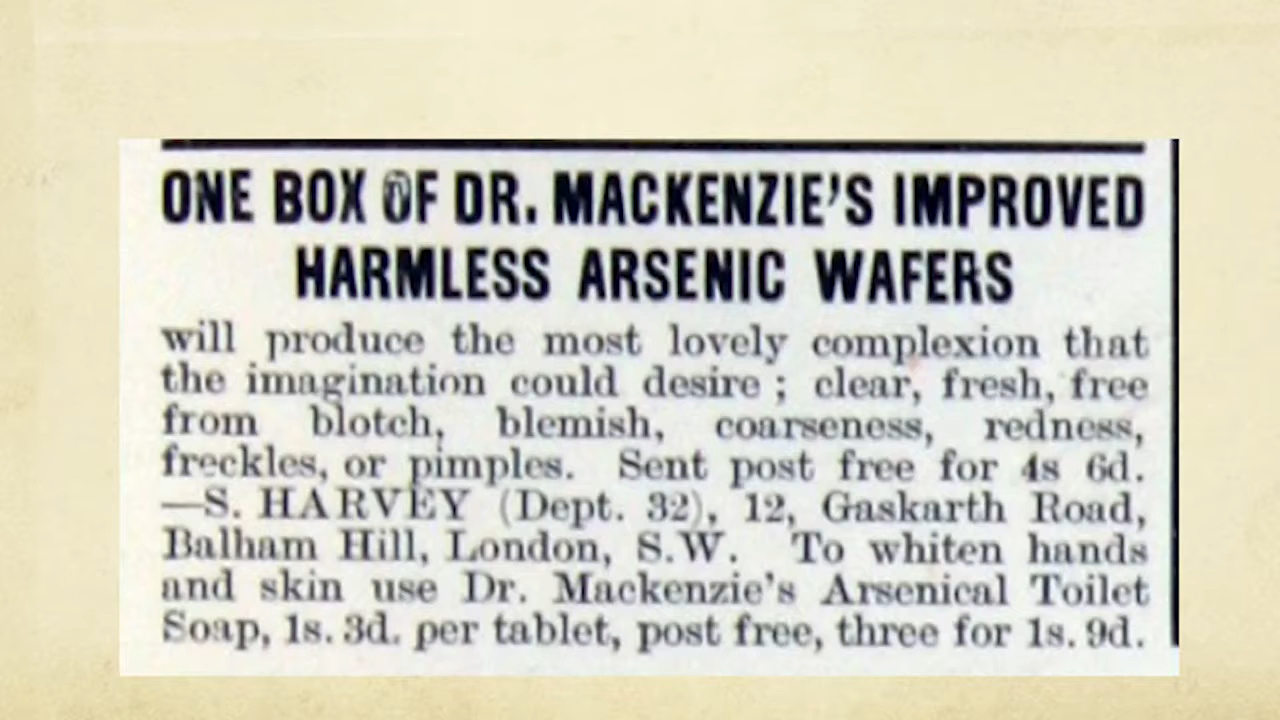 ONE BOX OF DR. MACKENZIE'S IMPROVED
HARMLESS ARSENIC WAFERS
will produce the most lovely complexion that
the imagination could desire ; clear, fresh, free
from blotch, blemish, coarseness, redness,
freckles, or pimples. Sent post free for 4s 6d.
—S. HARVEY (Dept. 32), 12, Gaskarth Road,
Balham Hill, London, S.W. To whiten hands
and skin use Dr. Mackenzie's Arsenical Toilet
Soap, 1s. 3d. per tablet, post free, three for 1s. 9d.